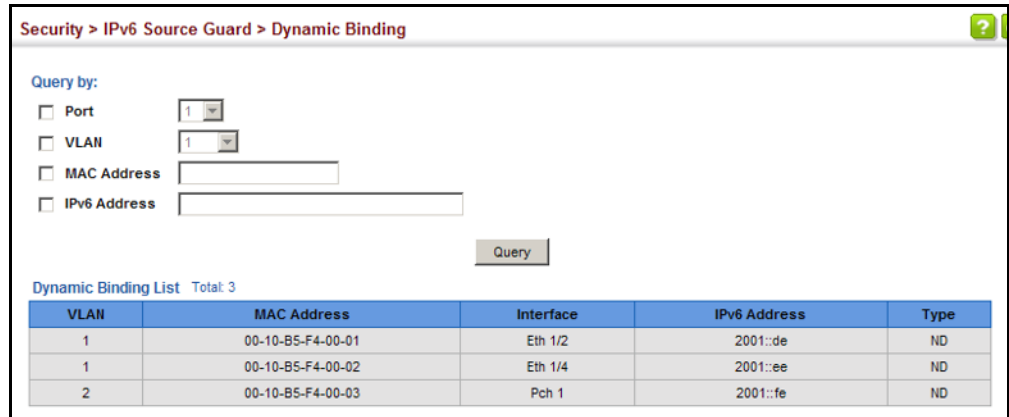 Security > IPv6 Source Guard > Dynamic Binding ?
Query by:
Port 1
VLAN 1
MAC Address
IPv6 Address
Query
Dynamic Binding List Total: 3
VLAN MAC Address Interface IPv6 Address Type
1 00-10-B5-F4-00-01 Eth 1/2 2001::de ND
1 00-10-B5-F4-00-02 Eth 1/4 2001::ee ND
2 00-10-B5-F4-00-03 Pch 1 2001::fe ND